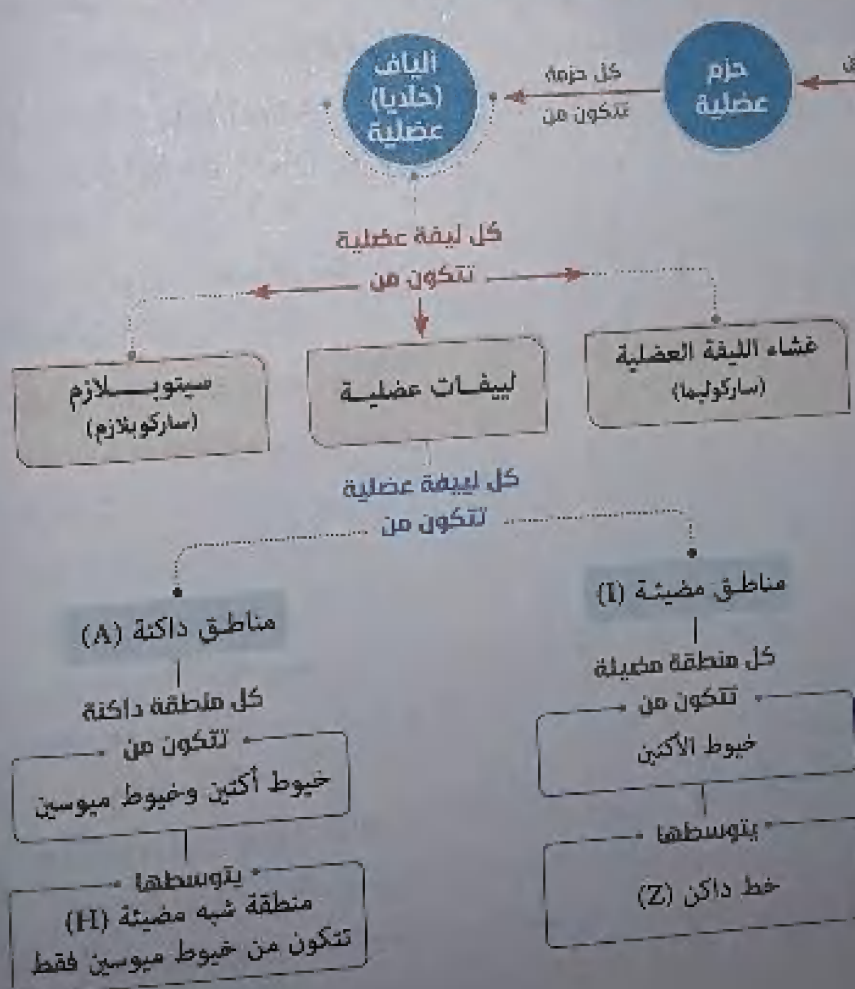 حزم
عضلية
كل حزمة
تتكون من
ألياف
(خلايا)
عضلية
كل ليفة عضلية
تتكون من
غشاء الليفة العضلية
(ساركوليما)
لييفات عضلية
سيتوبلازم
(ساركوبلازم)
كل لييفة عضلية
تتكون من
مناطق مضيئة (I)
كل منطقة مضيئة
تتكون من
خيوط الأكتين
يتوسطها
خط داكن (Z)
مناطق داكنة (A)
كل منطقة داكنة
تتكون من
خيوط أكتين وخيوط ميوسين
يتوسطها
منطقة شبه مضيئة (H)
تتكون من خيوط ميوسين فقط